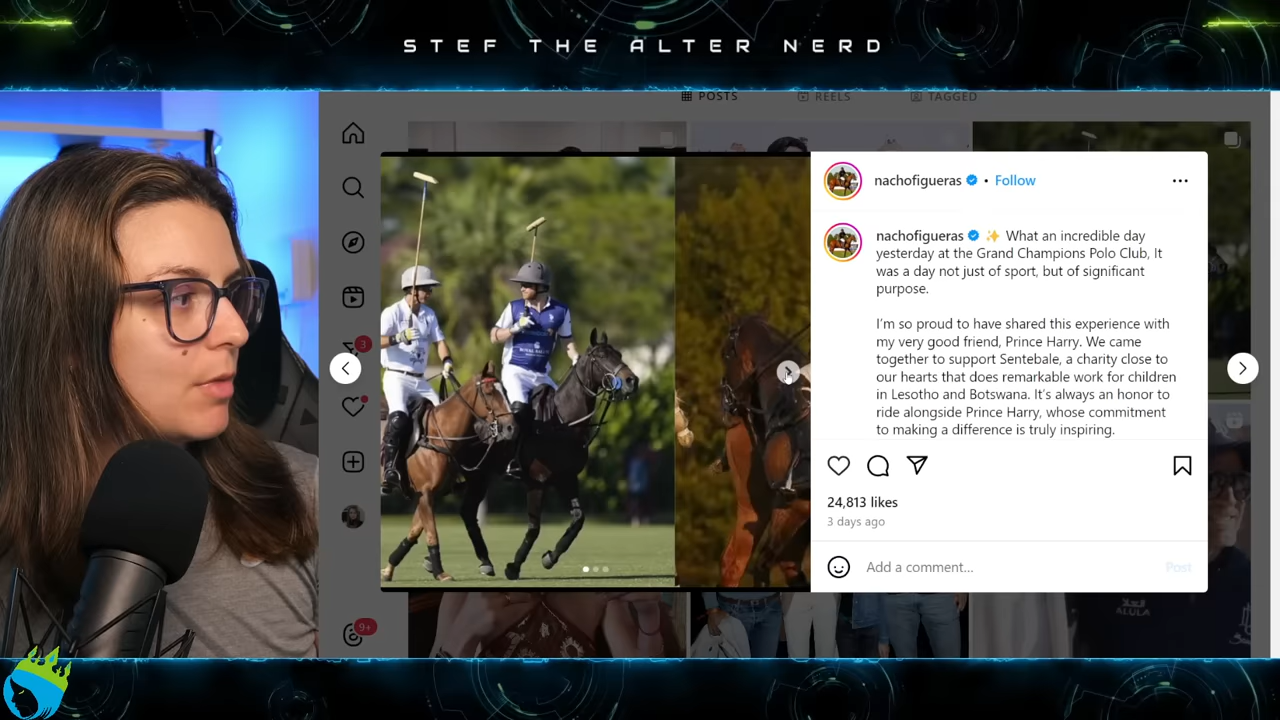 STEF THE ALTER NERD
POSTS
REELS
TAGGED
nachofigueras • Follow
nachofigueras ✨ What an incredible day
yesterday at the Grand Champions Polo Club, It
was a day not just of sport, but of significant
purpose.
I'm so proud to have shared this experience with
my very good friend, Prince Harry. We came
together to support Sentebale, a charity close to
our hearts that does remarkable work for children
in Lesotho and Botswana. It's always an honor to
ride alongside Prince Harry, whose commitment
to making a difference is truly inspiring.
3
24,813 likes
3 days ago
Add a comment...
Post
9+
ALULA